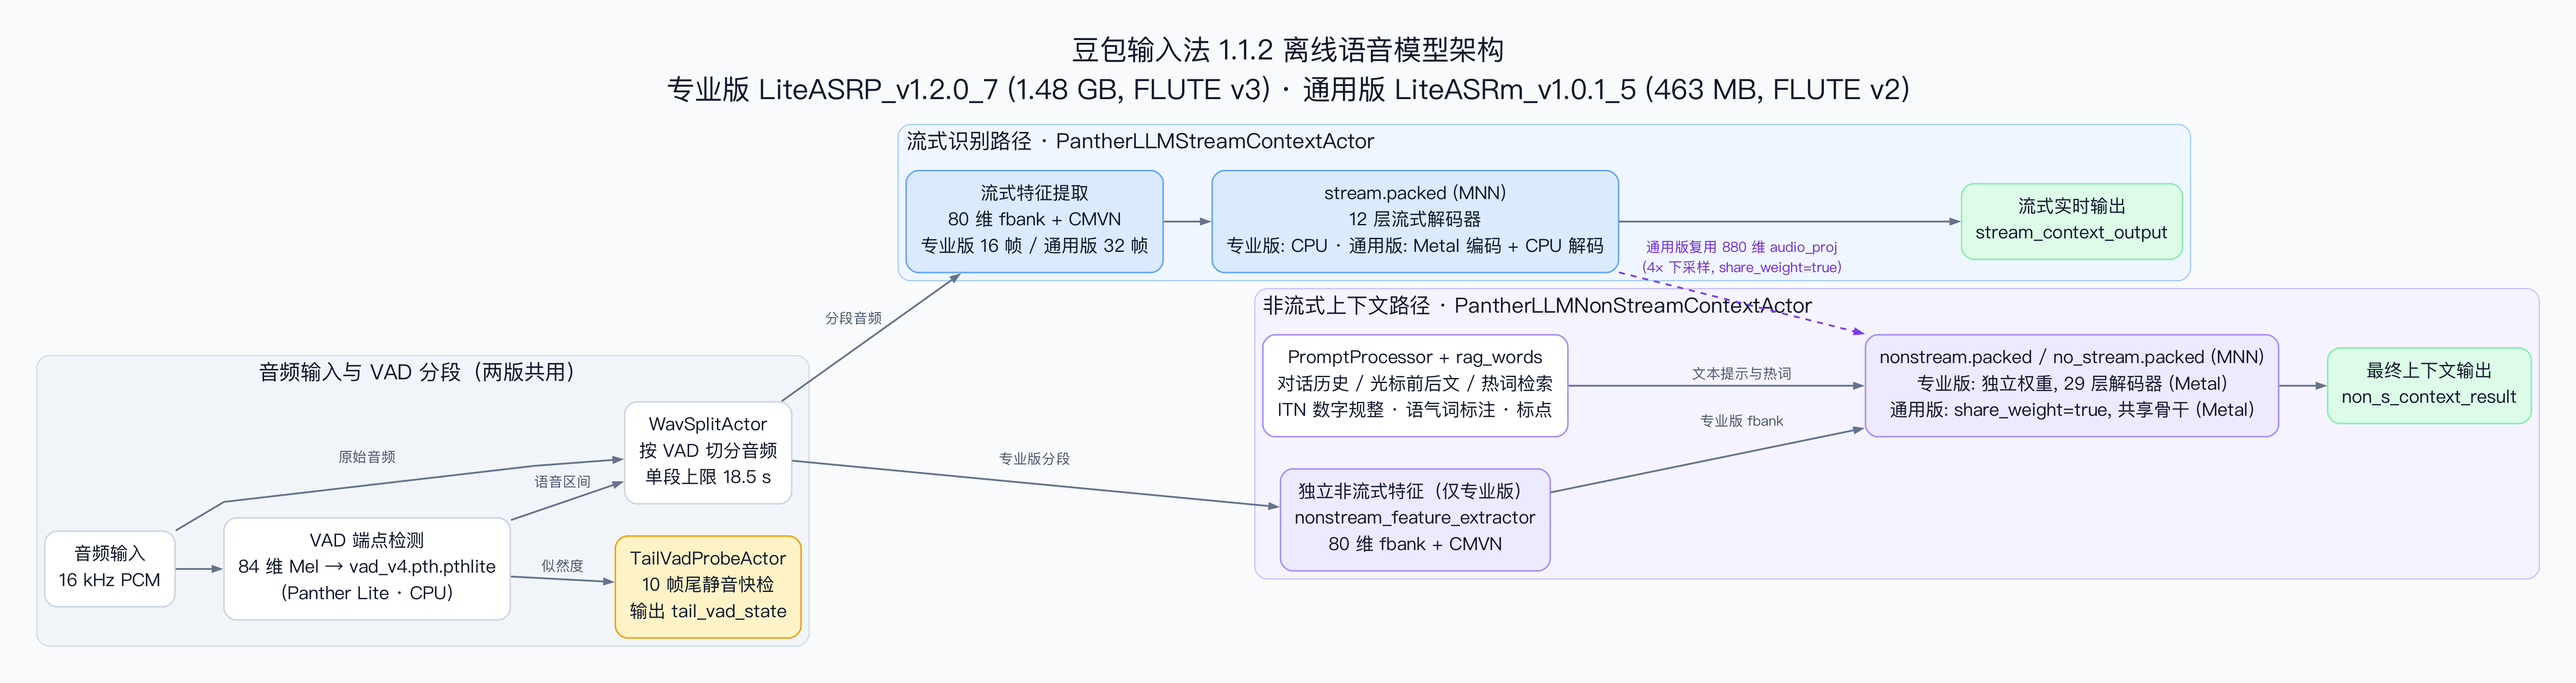 豆包输入法 1.1.2 离线语音模型架构
专业版 LiteASRP_v1.2.0_7 (1.48 GB, FLUTE v3) · 通用版 LiteASRm_v1.0.1_5 (463 MB, FLUTE v2)
流式识别路径 · PantherLLMStreamContextActor
流式特征提取
80 维 fbank + CMVN
专业版 16 帧 / 通用版 32 帧
stream.packed (MNN)
12 层流式解码器
专业版: CPU · 通用版: Metal 编码 + CPU 解码
通用版复用 880 维 audio_proj
(4× 下采样, share_weight=true)
流式实时输出
stream_context_output
分段音频
非流式上下文路径 · PantherLLMNonStreamContextActor
PromptProcessor + rag_words
对话历史 / 光标前后文 / 热词检索
ITN 数字规整 · 语气词标注 · 标点
文本提示与热词
nonstream.packed / no_stream.packed (MNN)
专业版: 独立权重, 29 层解码器 (Metal)
通用版: share_weight=true, 共享骨干 (Metal)
最终上下文输出
non_s_context_result
专业版 fbank
独立非流式特征（仅专业版）
nonstream_feature_extractor
80 维 fbank + CMVN
专业版分段
音频输入与 VAD 分段（两版共用）
WavSplitActor
按 VAD 切分音频
单段上限 18.5 s
原始音频
语音区间
音频输入
16 kHz PCM
VAD 端点检测
84 维 Mel → vad_v4.pth.pthlite
(Panther Lite · CPU)
似然度
TailVadProbeActor
10 帧尾静音快检
输出 tail_vad_state